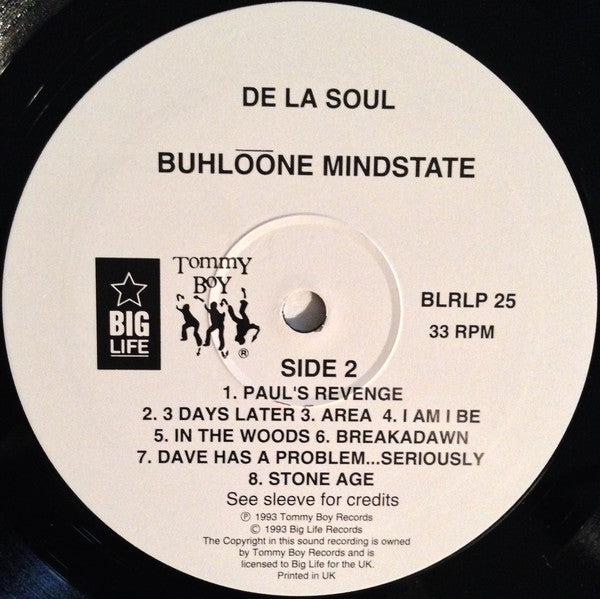 DE LA SOUL
BUHLŌŌNE MINDSTATE
BIG
LIFE
TOMMY
BOY
®
BLRLP 25
33 RPM
SIDE 2
1. PAUL'S REVENGE
2. 3 DAYS LATER 3. AREA 4. I AM I BE
5. IN THE WOODS 6. BREAKADAWN
7. DAVE HAS A PROBLEM...SERIOUSLY
8. STONE AGE
See sleeve for credits
℗ 1993 Tommy Boy Records
© 1993 Big Life Records
The Copyright in this sound recording is owned
by Tommy Boy Records and is
licensed to Big Life for the UK.
Printed in UK